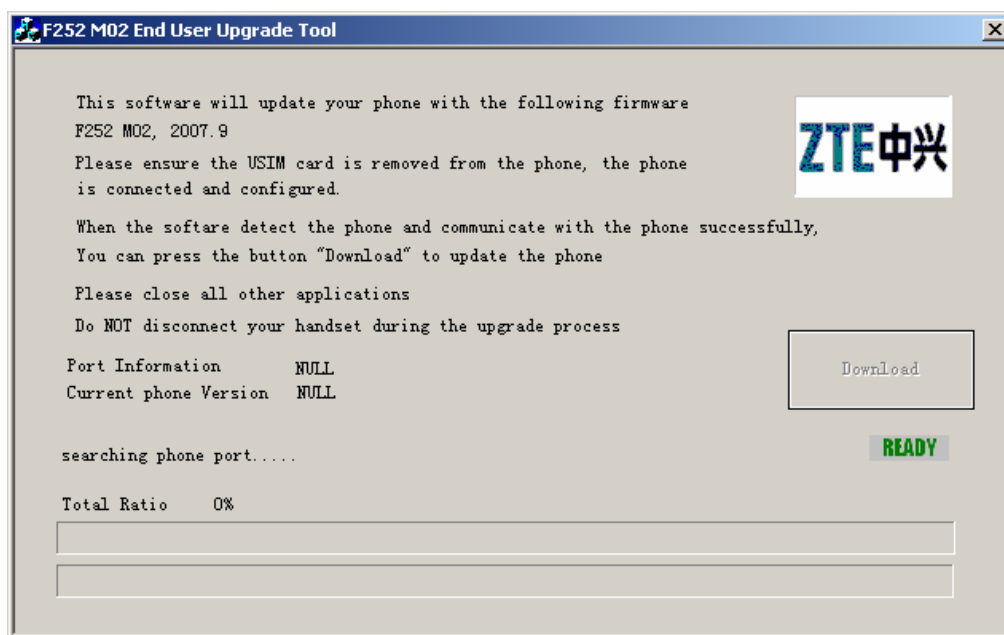 F252 M02 End User Upgrade Tool
This software will update your phone with the following firmware
F252 M02, 2007.9
Please ensure the USIM card is removed from the phone, the phone
is connected and configured.
ZTE中兴
When the softare detect the phone and communicate with the phone successfully,
You can press the button "Download" to update the phone
Please close all other applications
Do NOT disconnect your handset during the upgrade process
Port Information NULL
Current phone Version NULL
Download
searching phone port.....
READY
Total Ratio 0%